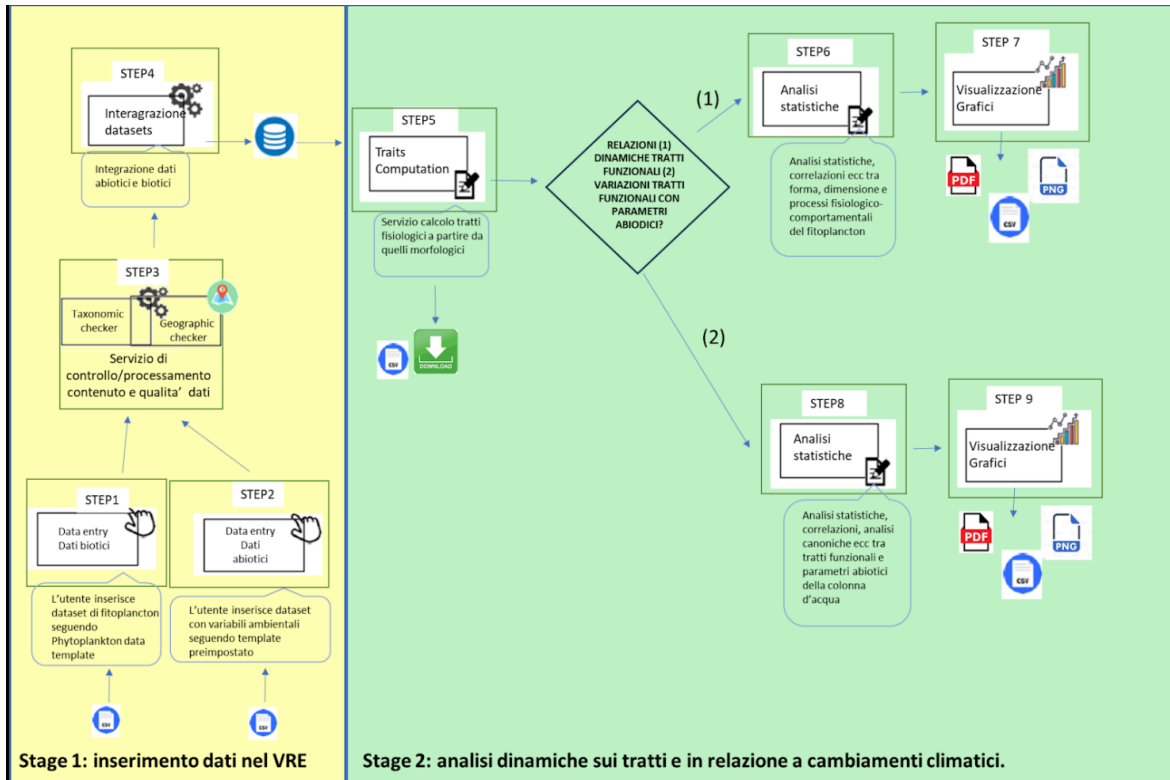 STEP4
Interagrazione
datasets
Integrazione dati
abiotici e biotici
STEP3
Taxonomic
checker
Geographic
checker
Servizio di
controllo/processamento
contenuto e qualita’ dati
STEP1
Data entry
Dati biotici
L’utente inserisce
dataset di fitoplancton
seguendo
Phytoplankton data
template
CSV
STEP2
Data entry
Dati
abiotici
L’utente inserisce dataset
con variabili ambientali
seguendo template
preimpostato
CSV
Stage 1: inserimento dati nel VRE
STEP5
Traits
Computation
Servizio calcolo tratti
fisiologici a partire da
quelli morfologici
CSV
DOWNLOAD
RELAZIONI (1)
DINAMICHE TRATTI
FUNZIONALI (2)
VARIAZIONI TRATTI
FUNZIONALI CON
PARAMETRI
ABIODICI?
(1)
(2)
STEP6
Analisi
statistiche
Analisi statistiche,
correlazioni ecc tra
forma, dimensione e
processi fisiologico-
comportamentali
del fitoplancton
STEP 7
Visualizzazione
Grafici
PDF
CSV
PNG
STEP8
Analisi
statistiche
Analisi statistiche,
correlazioni, analisi
canoniche ecc tra
tratti funzionali e
parametri abiotici
della colonna
d’acqua
STEP 9
Visualizzazione
Grafici
PDF
CSV
PNG
Stage 2: analisi dinamiche sui tratti e in relazione a cambiamenti climatici.